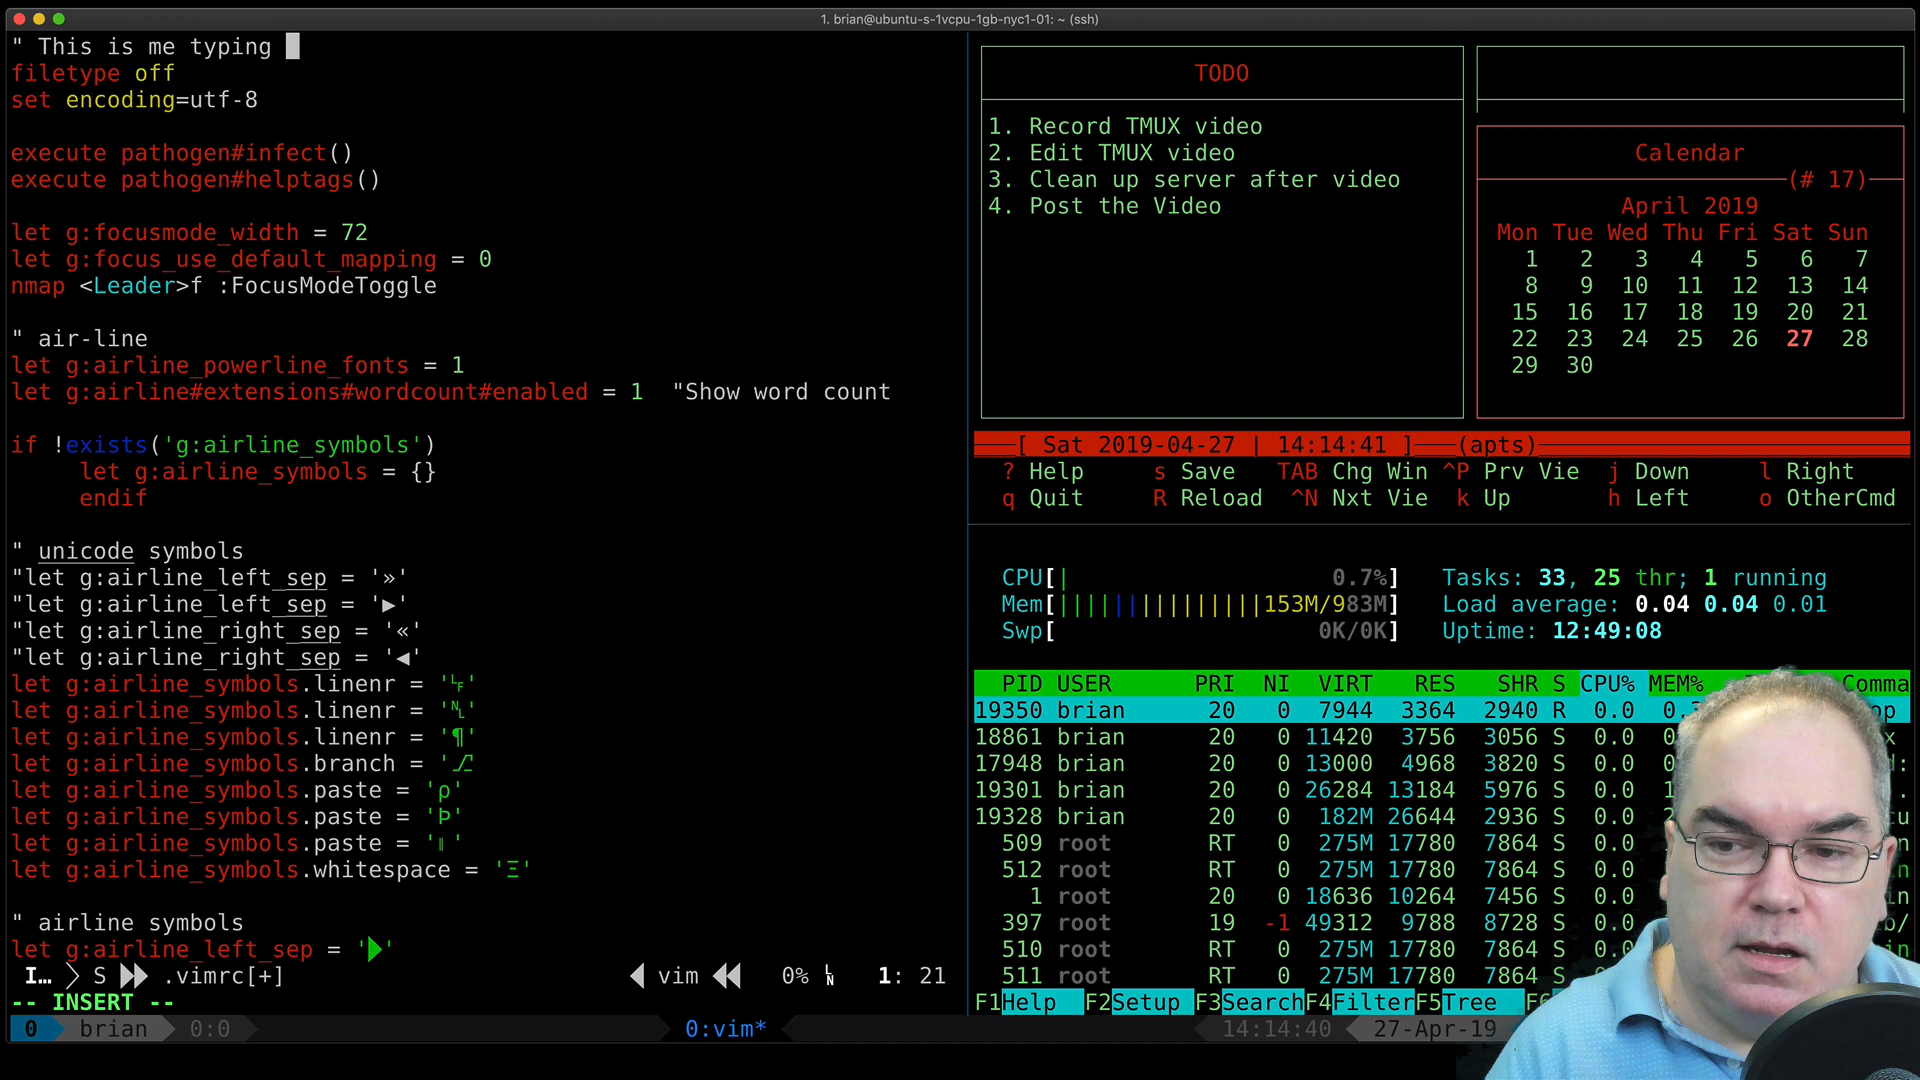 1. brian@ubuntu-s-1vcpu-1gb-nyc1-01: ~ (ssh)
" This is me typing
filetype off
set encoding=utf-8
execute pathogen#infect()
execute pathogen#helptags()
let g:focusmode_width = 72
let g:focus_use_default_mapping = 0
nmap <Leader>f :FocusModeToggle
" air-line
let g:airline_powerline_fonts = 1
let g:airline#extensions#wordcount#enabled = 1  "Show word count
if !exists('g:airline_symbols')
let g:airline_symbols = {}
endif
" unicode symbols
"let g:airline_left_sep = '»'
"let g:airline_left_sep = '▶'
"let g:airline_right_sep = '«'
"let g:airline_right_sep = '◀'
let g:airline_symbols.linenr = '␊'
let g:airline_symbols.linenr = '␤'
let g:airline_symbols.linenr = '¶'
let g:airline_symbols.branch = '⎇'
let g:airline_symbols.paste = 'ρ'
let g:airline_symbols.paste = 'Þ'
let g:airline_symbols.paste = '∥'
let g:airline_symbols.whitespace = 'Ξ'
" airline symbols
let g:airline_left_sep = ''
I… S .vimrc[+] vim 0% 1: 21
-- INSERT --
0 brian 0:0 0:vim* 14:14:40 27-Apr-19
TODO
1. Record TMUX video
2. Edit TMUX video
3. Clean up server after video
4. Post the Video
Calendar
(# 17)
April 2019
Mon Tue Wed Thu Fri Sat Sun
1 2 3 4 5 6 7
8 9 10 11 12 13 14
15 16 17 18 19 20 21
22 23 24 25 26 27 28
29 30
[ Sat 2019-04-27 | 14:14:41 ] (apts)
? Help s Save TAB Chg Win ^P Prv Vie j Down l Right
q Quit R Reload ^N Nxt Vie k Up h Left o OtherCmd
CPU[| 0.7%] Tasks: 33, 25 thr; 1 running
Mem[|||||||||||||||153M/983M] Load average: 0.04 0.04 0.01
Swp[ 0K/0K] Uptime: 12:49:08
PID USER PRI NI VIRT RES SHR S CPU% MEM% Comma
19350 brian 20 0 7944 3364 2940 R 0.0
18861 brian 20 0 11420 3756 3056 S 0.0
17948 brian 20 0 13000 4968 3820 S 0.0
19301 brian 20 0 26284 13184 5976 S 0.0
19328 brian 20 0 182M 26644 2936 S 0.0
509 root RT 0 275M 17780 7864 S 0.0
512 root RT 0 275M 17780 7864 S 0.0
1 root 20 0 18636 10264 7456 S 0.0
397 root 19 -1 49312 9788 8728 S 0.0
510 root RT 0 275M 17780 7864 S 0.0
511 root RT 0 275M 17780 7864 S 0.0
F1Help F2Setup F3Search F4Filter F5Tree